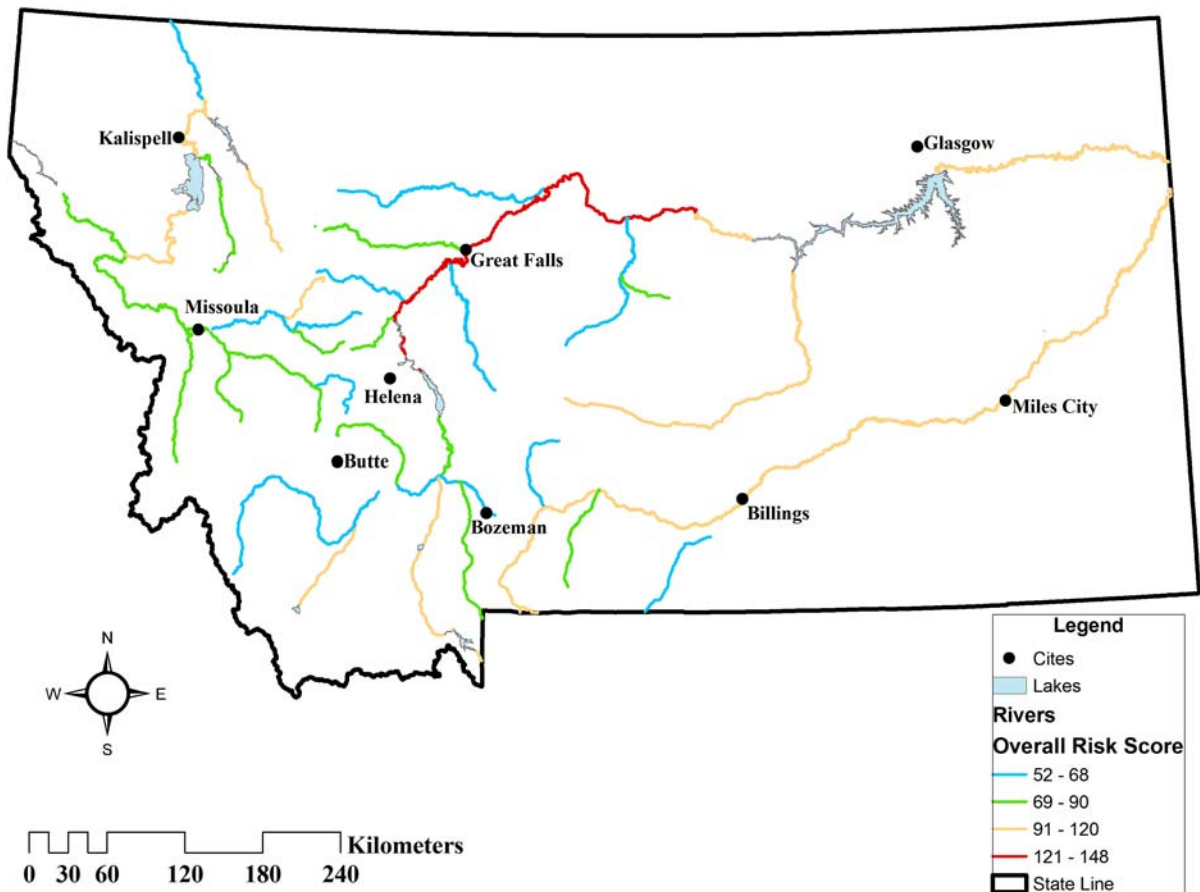 Kalispell
Glasgow
Great Falls
Missoula
Helena
Miles City
Butte
Billings
Bozeman
N
W E
S
Legend
Cites
Lakes
Rivers
Overall Risk Score
52 - 68
69 - 90
91 - 120
121 - 148
State Line
Kilometers
0 30 60 120 180 240